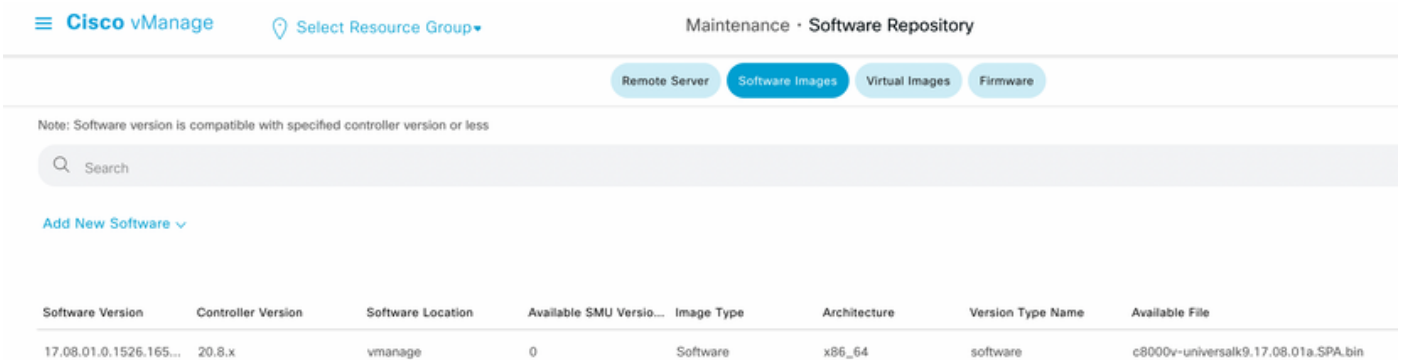 Cisco vManage Select Resource Group Maintenance · Software Repository
Remote Server Software Images Virtual Images Firmware
Note: Software version is compatible with specified controller version or less
Search
Add New Software
Software Version Controller Version Software Location Available SMU Versio... Image Type Architecture Version Type Name Available File
17.08.01.0.1526.165... 20.8.x vmanage 0 Software x86_64 software c8000v-universalk9.17.08.01a.SPA.bin